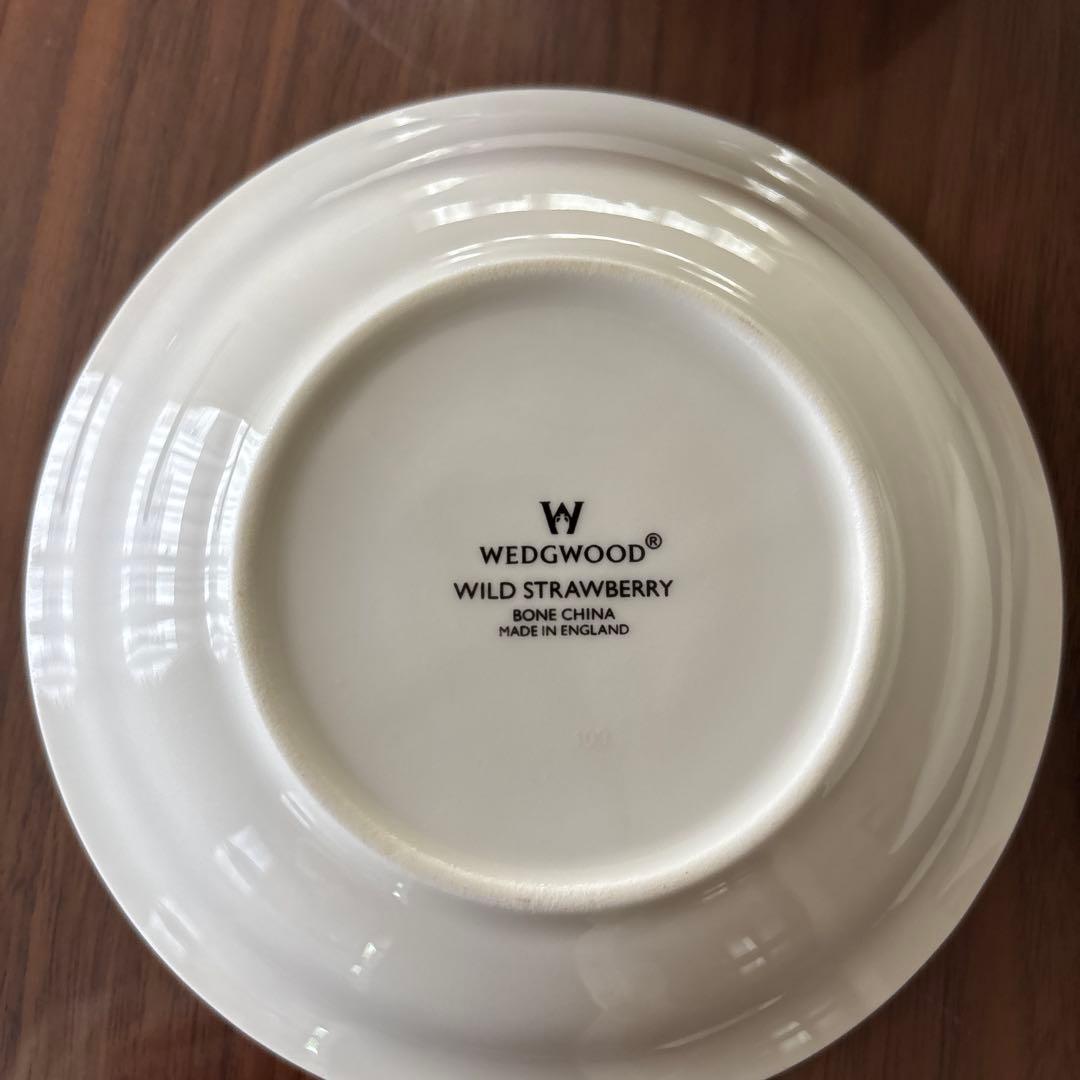 W
WEDGWOOD®
WILD STRAWBERRY
BONE CHINA
MADE IN ENGLAND